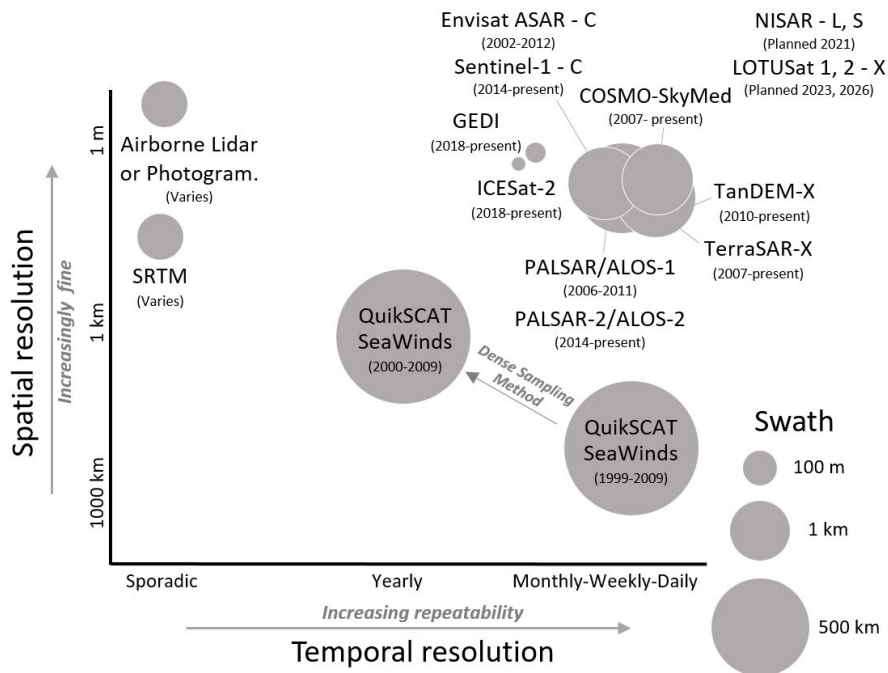 Envisat ASAR - C
(2002-2012)
Sentinel-1 - C
(2014-present)
NISAR - L, S
(Planned 2021)
LOTUSat 1, 2 - X
(Planned 2023, 2026)
COSMO-SkyMed
(2007- present)
GEDI
(2018-present)
ICESat-2
(2018-present)
Airborne Lidar
or Photogram.
(Varies)
SRTM
(Varies)
TanDEM-X
(2010-present)
TerraSAR-X
(2007-present)
PALSAR/ALOS-1
(2006-2011)
PALSAR-2/ALOS-2
(2014-present)
QuikSCAT
SeaWinds
(2000-2009)
Dense Sampling
Method
QuikSCAT
SeaWinds
(1999-2009)
Spatial resolution
Increasingly fine
1 m
1 km
1000 km
Swath
100 m
1 km
500 km
Sporadic
Yearly
Monthly-Weekly-Daily
Increasing repeatability
Temporal resolution